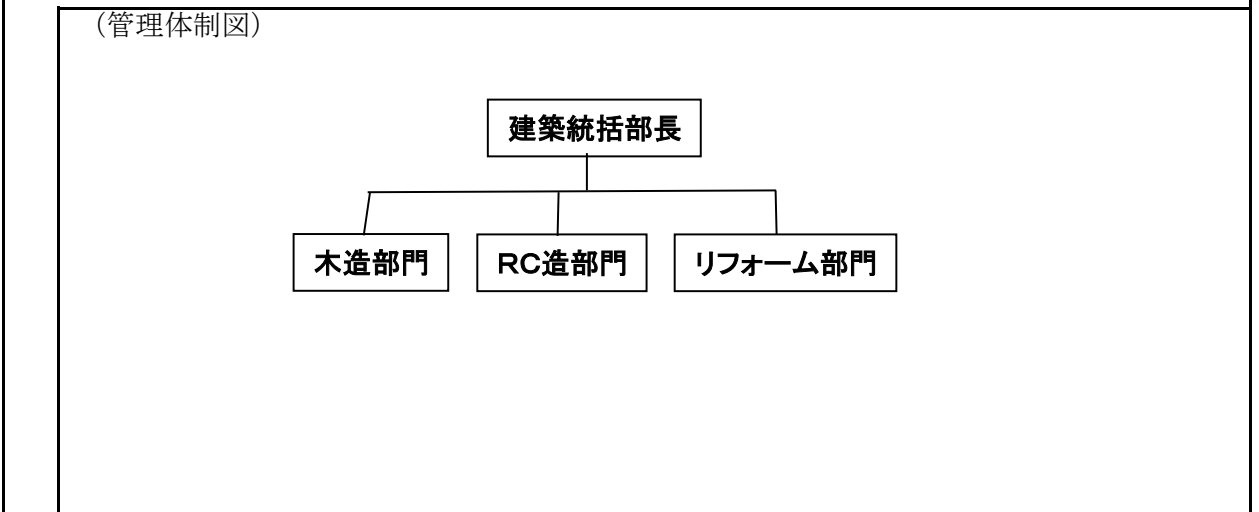 （管理体制図）
建築統括部長
木造部門
ＲＣ造部門
リフォーム部門